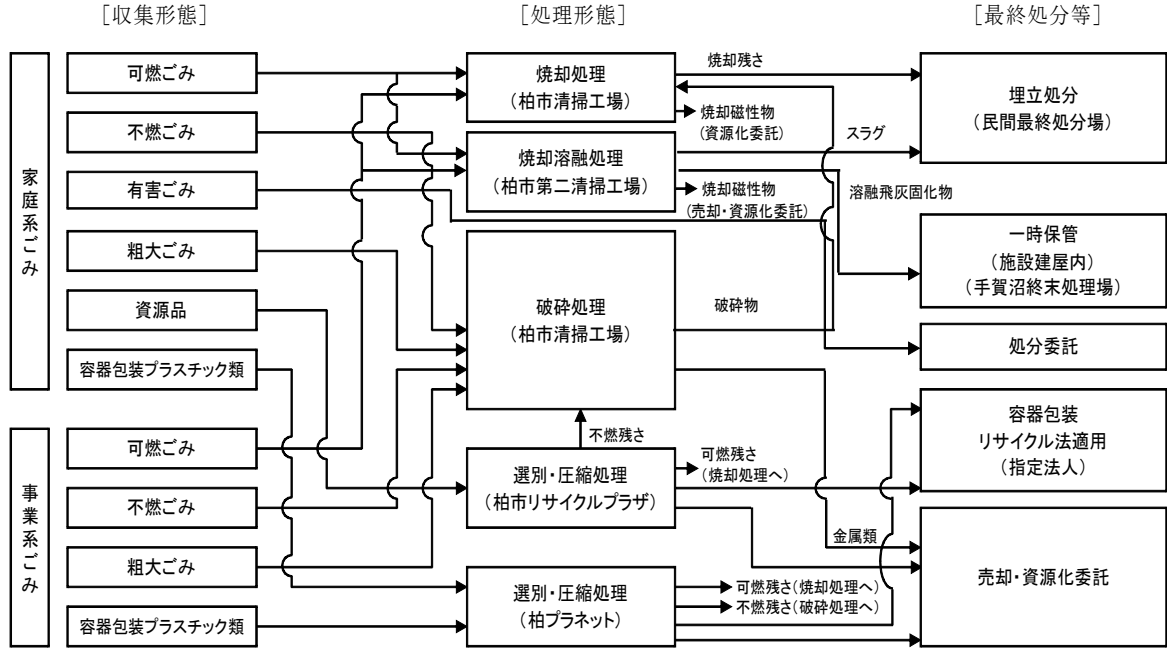 ［収集形態］
［処理形態］
［最終処分等］
家庭系ごみ
可燃ごみ
不燃ごみ
有害ごみ
粗大ごみ
資源品
容器包装プラスチック類
事業系ごみ
可燃ごみ
不燃ごみ
粗大ごみ
容器包装プラスチック類
焼却処理
（柏市清掃工場）
焼却溶融処理
（柏市第二清掃工場）
破砕処理
（柏市清掃工場）
不燃残さ
選別・圧縮処理
（柏市リサイクルプラザ）
選別・圧縮処理
（柏プラネット）
焼却残さ
焼却磁性物
（資源化委託）
スラグ
焼却磁性物
（売却・資源化委託）
溶融飛灰固化物
破砕物
可燃残さ
（焼却処理へ）
金属類
可燃残さ（焼却処理へ）
不燃残さ（破砕処理へ）
埋立処分
（民間最終処分場）
一時保管
（施設建屋内）
（手賀沼終末処理場）
処分委託
容器包装
リサイクル法適用
（指定法人）
売却・資源化委託